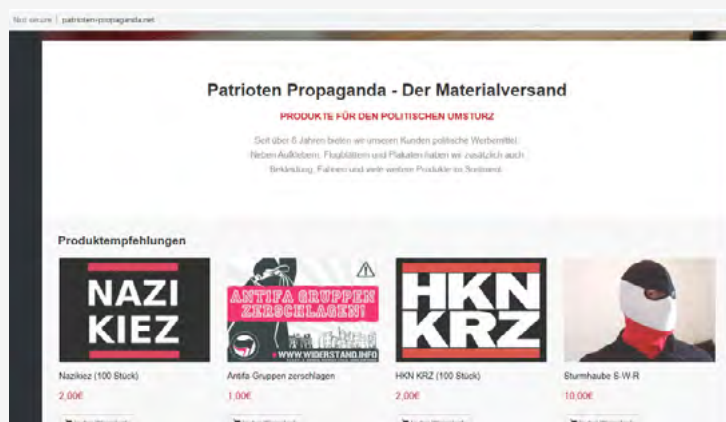 Not secure | patrioten-propaganda.net
Patrioten Propaganda - Der Materialversand
PRODUKTE FÜR DEN POLITISCHEN UMSTURZ
Seit über 6 Jahren bieten wir unseren Kunden politische Werbemittel.
Neben Aufklebern, Flugblättern und Plakaten haben wir zusätzlich auch
Bekleidung, Fahnen und viele weitere Produkte im Sortiment.
Produktempfehlungen
NAZI
KIEZ
ANTIFA GRUPPEN
ZERSCHLAGEN!
WWW.WIDERSTAND.INFO
HKN
KRZ
Nazikiez (100 Stück)
Antifa Gruppen zerschlagen
HKN KRZ (100 Stück)
Sturmhaube S-W-R
2,00€
1,00€
2,00€
10,00€